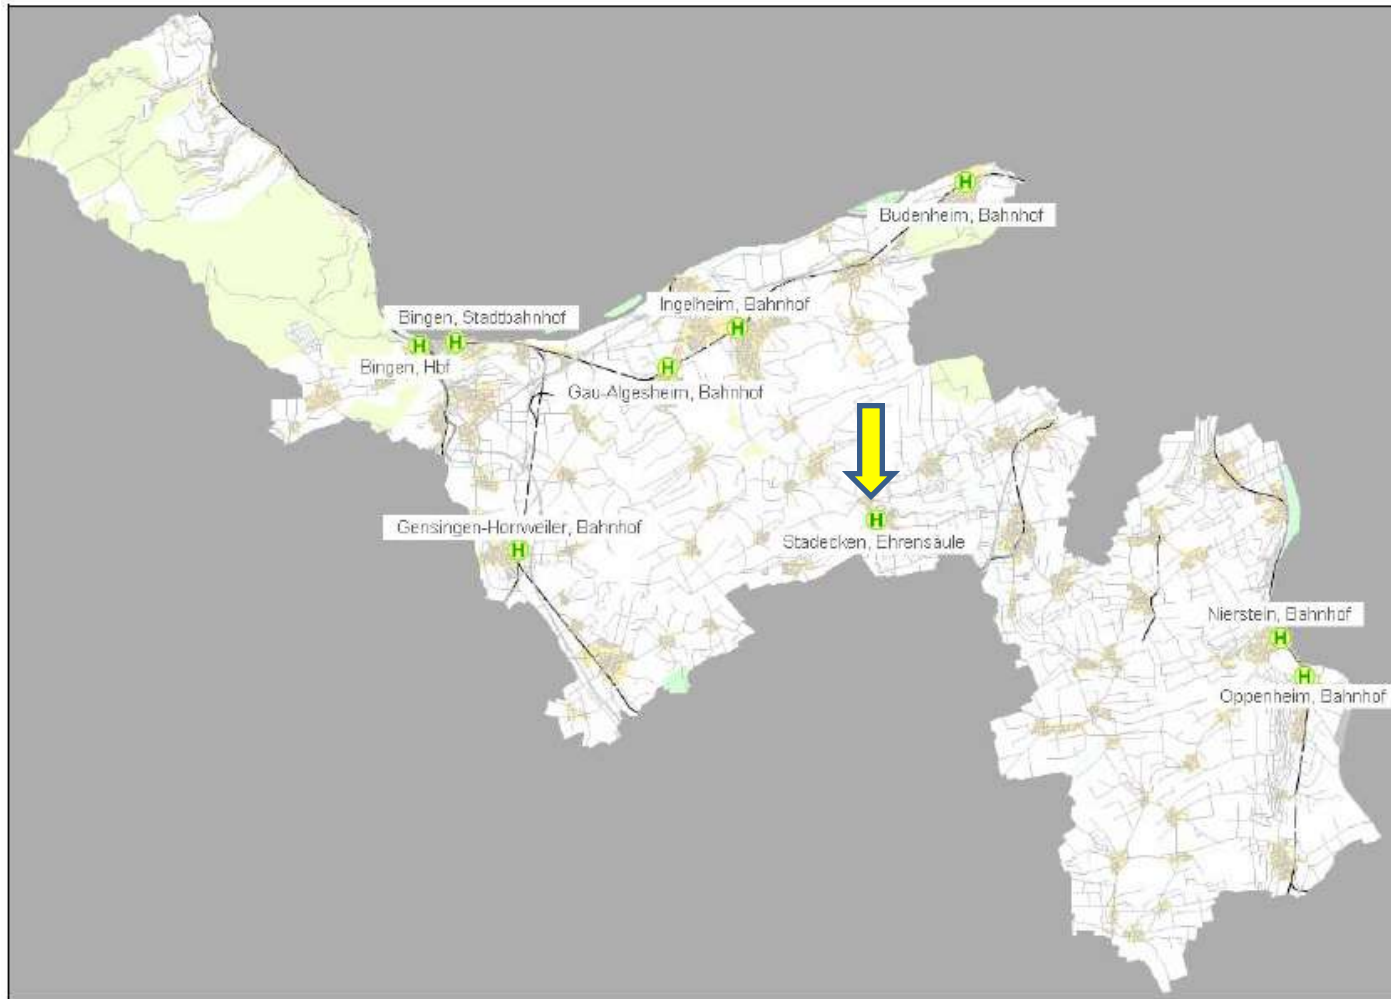 H
Budenheim, Bahnhof
Ingelheim, Bahnhof
H
Bingen, Stadtbahnhof
H
H
Bingen, Hbf
H
Gau-Algesheim, Bahnhof
Gensingen-Horrweiler, Bahnhof
H
H
Stadecken, Ehrensäule
Nierstein, Bahnhof
H
H
Oppenheim, Bahnhof